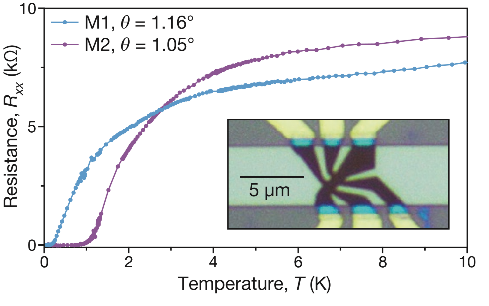 10
M1, θ = 1.16°
M2, θ = 1.05°
Resistance, Rxx (kΩ)
5
5 µm
0
0 2 4 6 8 10
Temperature, T (K)